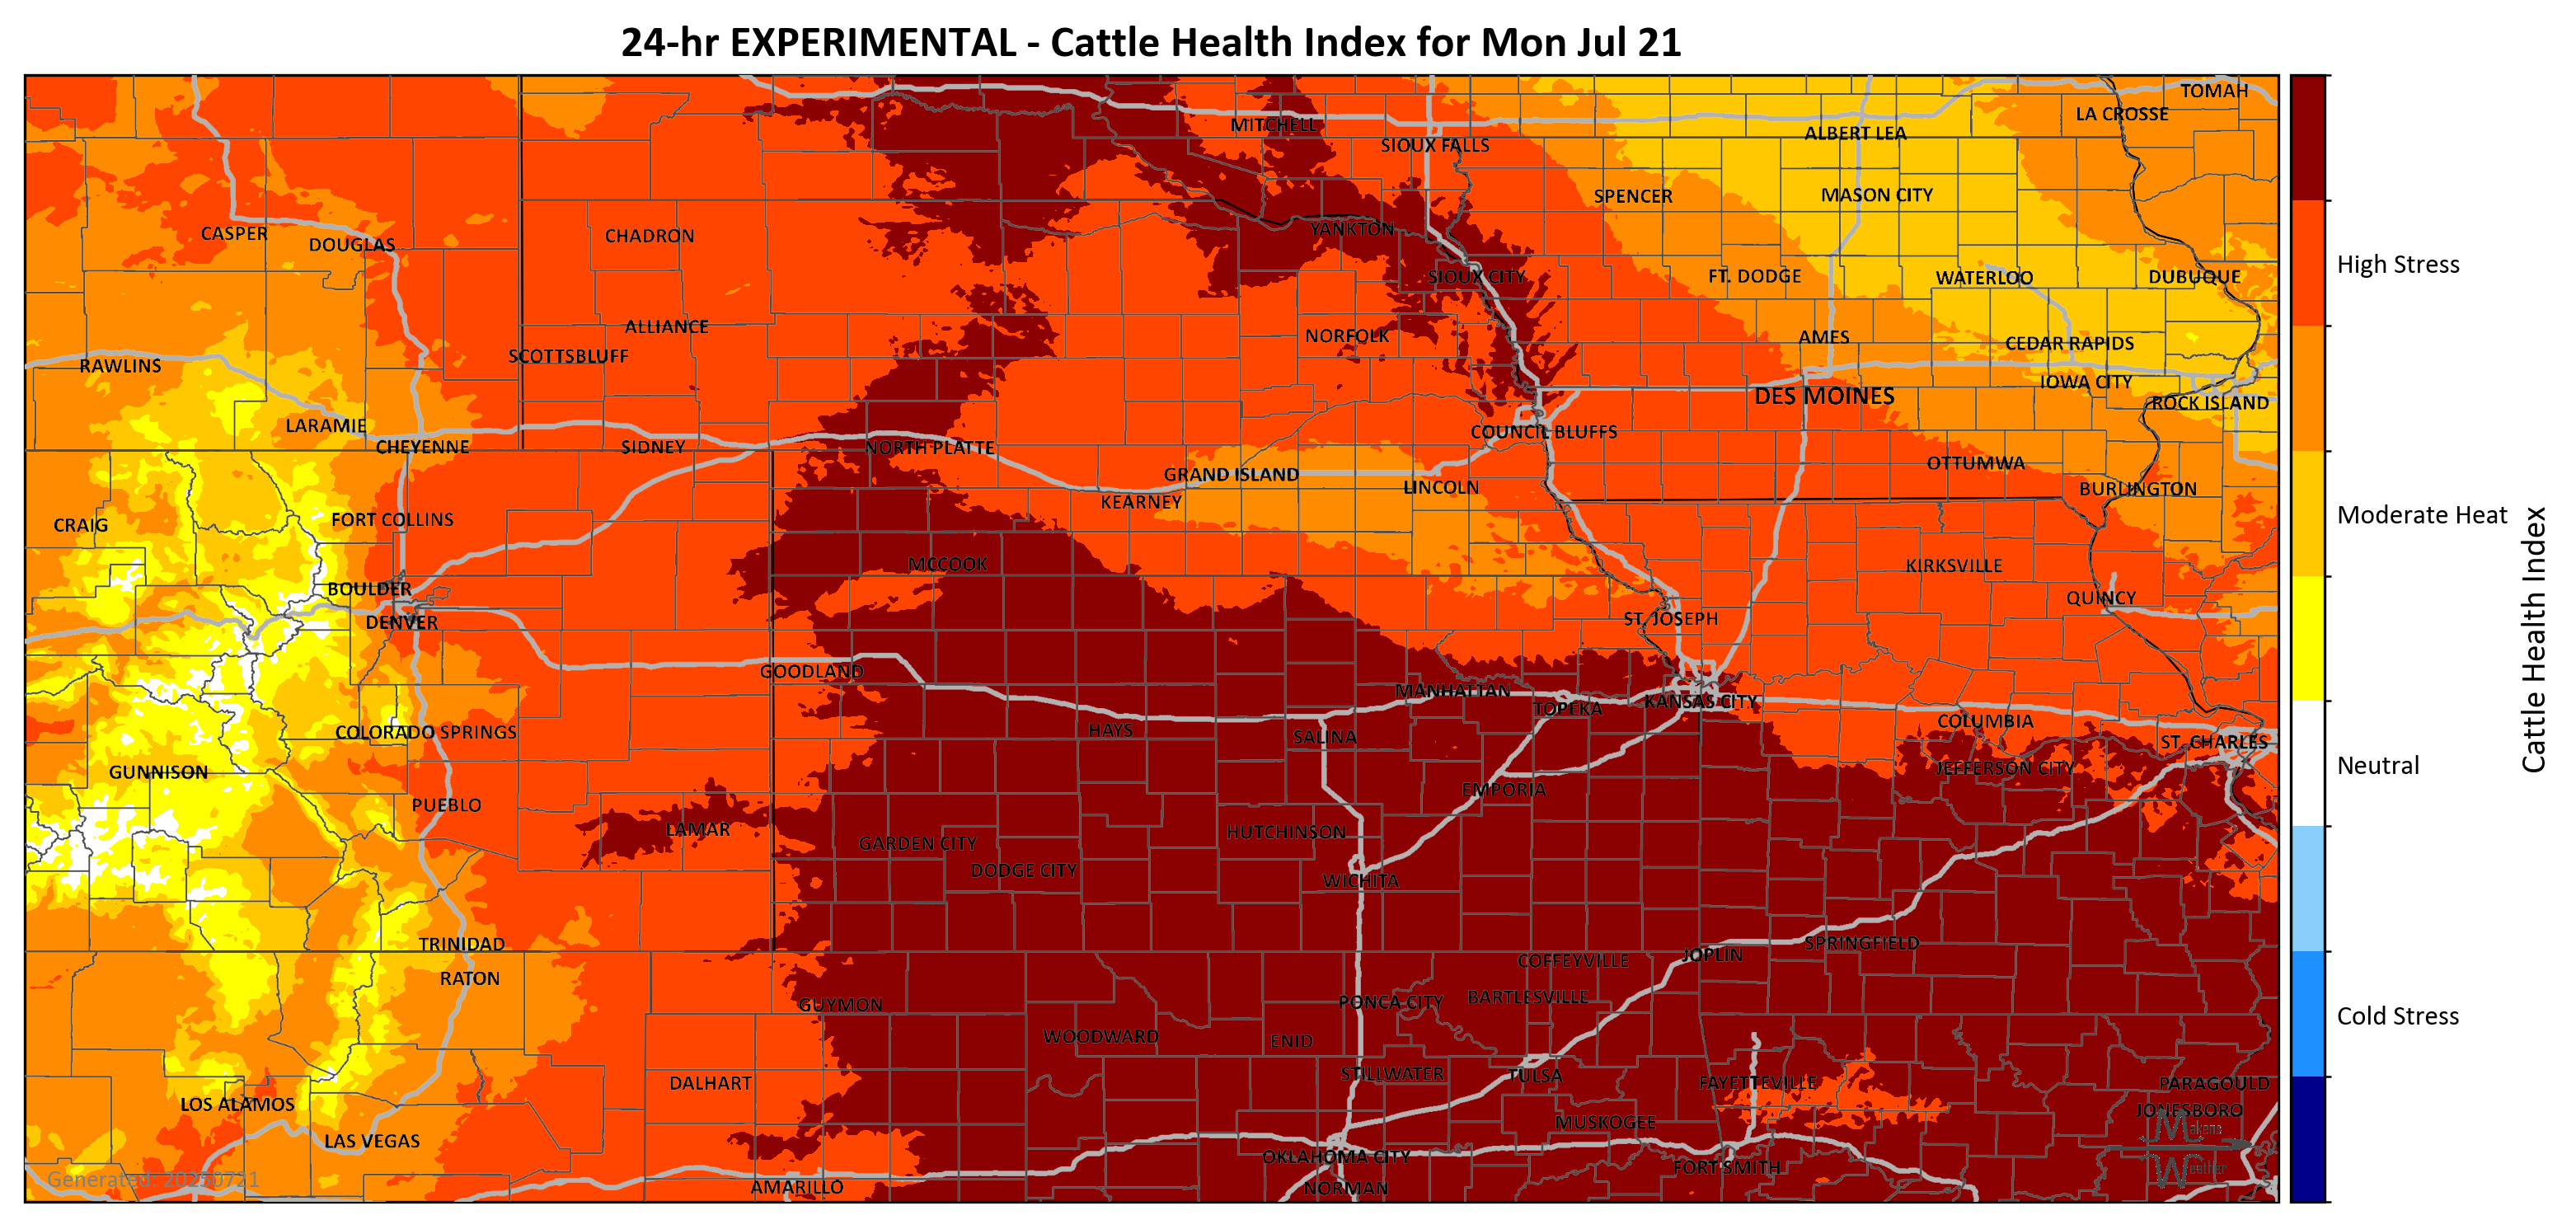 24-hr EXPERIMENTAL - Cattle Health Index for Mon Jul 21
TOMAH
LA CROSSE
MITCHELL
ALBERT LEA
SIOUX FALLS
SPENCER
MASON CITY
CASPER
DOUGLAS
CHADRON
YANKTON
SIOUX CITY
FT. DODGE
WATERLOO
DUBUQUE
High Stress
ALLIANCE
NORFOLK
AMES
CEDAR RAPIDS
SCOTTSBLUFF
RAWLINS
IOWA CITY
DES MOINES
ROCK ISLAND
LARAMIE
COUNCIL BLUFFS
CHEYENNE
SIDNEY
NORTH PLATTE
GRAND ISLAND
OTTUMWA
LINCOLN
BURLINGTON
KEARNEY
Moderate Heat
CRAIG
FORT COLLINS
MCCOOK
KIRKSVILLE
BOULDER
QUINCY
DENVER
ST. JOSEPH
Cattle Health Index
GOODLAND
MANHATTAN
TOPEKA
KANSAS CITY
COLUMBIA
COLORADO SPRINGS
HAYS
SALINA
ST. CHARLES
GUNNISON
JEFFERSON CITY
Neutral
EMPORIA
PUEBLO
LAMAR
HUTCHINSON
GARDEN CITY
DODGE CITY
WICHITA
TRINIDAD
SPRINGFIELD
JOPLIN
COFFEYVILLE
RATON
BARTLESVILLE
PONCA CITY
GUYMON
Cold Stress
WOODWARD
ENID
STILLWATER
TULSA
DALHART
FAYETTEVILLE
PARAGOULD
LOS ALAMOS
JONESBORO
MUSKOGEE
Makens
LAS VEGAS
OKLAHOMA CITY
FORT SMITH
Weather
Generated: 20250721
AMARILLO
NORMAN